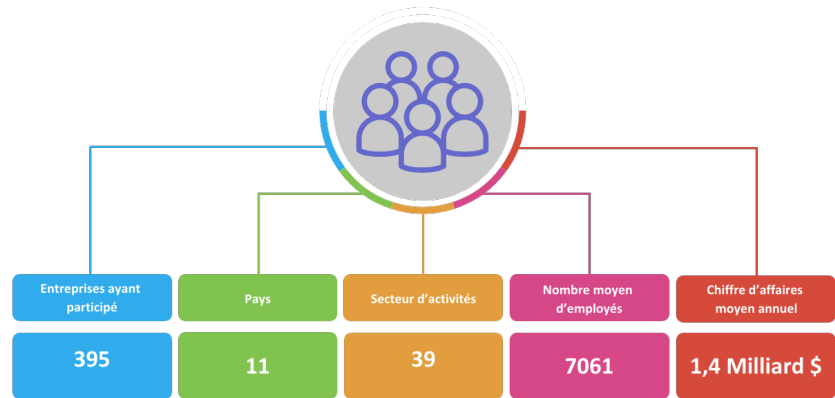 Entreprises ayant
participé
Pays
Secteur d’activités
Nombre moyen
d’employés
Chiffre d’affaires
moyen annuel
395
11
39
7061
1,4 Milliard $